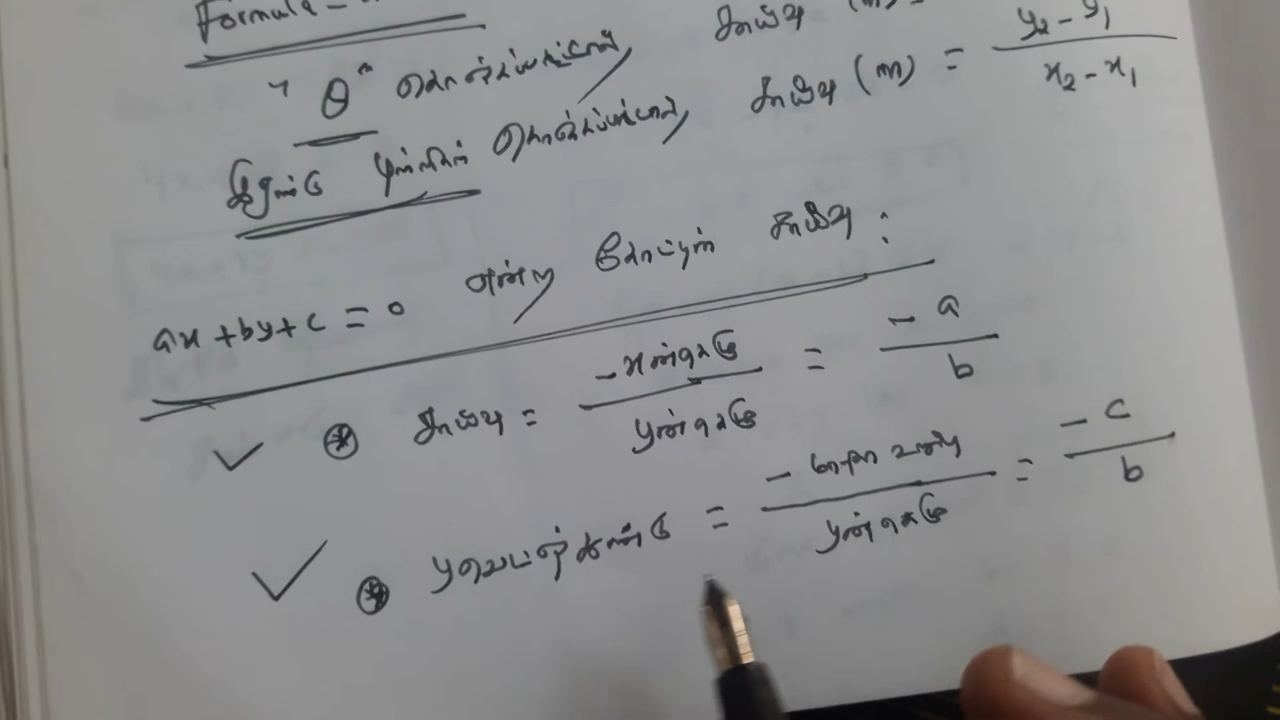 Formula -
"θ" கொடுக்கப்பட்டால், சாய்வு (m) =
இரண்டு புள்ளிகள் கொடுக்கப்பட்டால், சாய்வு (m) = y₂ - y₁ / x₂ - x₁
ax + by + c = 0 என்ற கோட்டின் சாய்வு :
✓ ⊛ சாய்வு = - x ன் கெழு / y ன் கெழு = - a / b
✓ ⊛ y வெட்டுத்துண்டு = - மாறிலி உறுப்பு / y ன் கெழு = - c / b